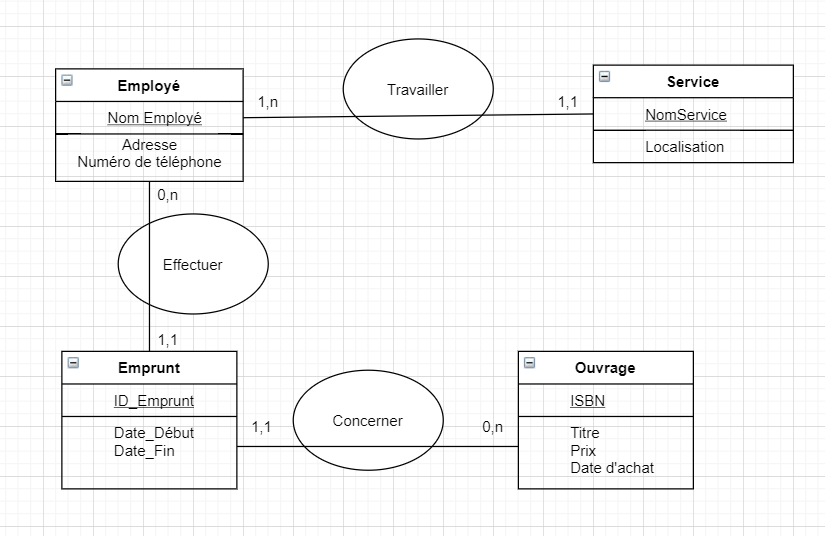 Employé
Nom Employé
Adresse
Numéro de téléphone
1,n
Travailler
1,1
Service
NomService
Localisation
0,n
Effectuer
1,1
Emprunt
ID_Emprunt
Date_Début
Date_Fin
1,1
Concerner
0,n
Ouvrage
ISBN
Titre
Prix
Date d'achat